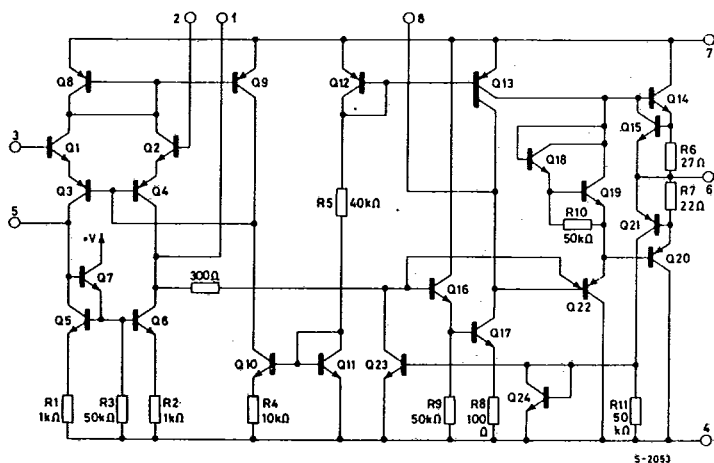 2 1 8
7
Q8 Q9 Q12 Q13 Q14
Q15
3 Q1 Q2
R6
27Ω
Q18
6
Q3 Q4 R5 40kΩ Q19 R7
22Ω
5
R10
50kΩ
Q21
+V
Q7 300Ω Q16 Q20
Q22
Q5 Q6 Q17
Q10 Q11 Q23
R1
1kΩ
R3
50kΩ
R2
1kΩ
R4
10kΩ
R9
50kΩ
R8
100
Ω
Q24 R11
50
kΩ
4
S-2053